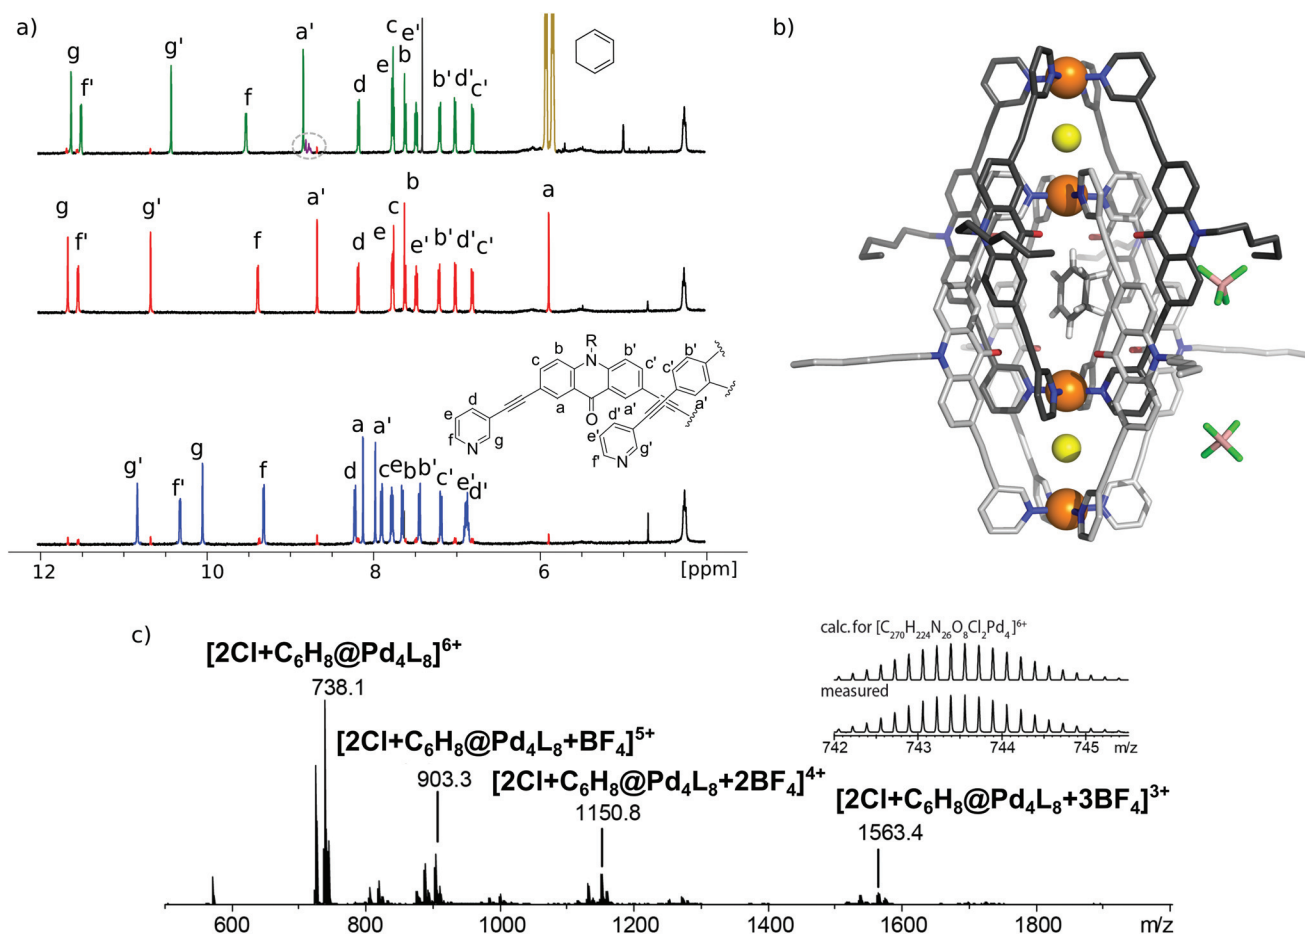 a)
g
f'
g'
f
a'
d
e
c
e'
b
b'
d'
c'
g
f'
g'
f
a'
d
e
c
b
e'
b'
d'
c'
a
g'
f'
g
f
d
a
a'
c
e
b
b'
c'
e'
d'
R
N
b
c
a
O
b'
c'
a'
d
e
f
g
N
b'
c'
a'
d'
e'
f'
g'
N
12
10
8
6
[ppm]
b)
c)
[2Cl+C₆H₈@Pd₄L₈]⁶⁺
738.1
[2Cl+C₆H₈@Pd₄L₈+BF₄]⁵⁺
903.3
[2Cl+C₆H₈@Pd₄L₈+2BF₄]⁴⁺
1150.8
[2Cl+C₆H₈@Pd₄L₈+3BF₄]³⁺
1563.4
calc. for [C₂₇₀H₂₂₄N₂₆O₈Cl₂Pd₄]⁶⁺
measured
742 743 744 745 m/z
600 800 1000 1200 1400 1600 1800 m/z